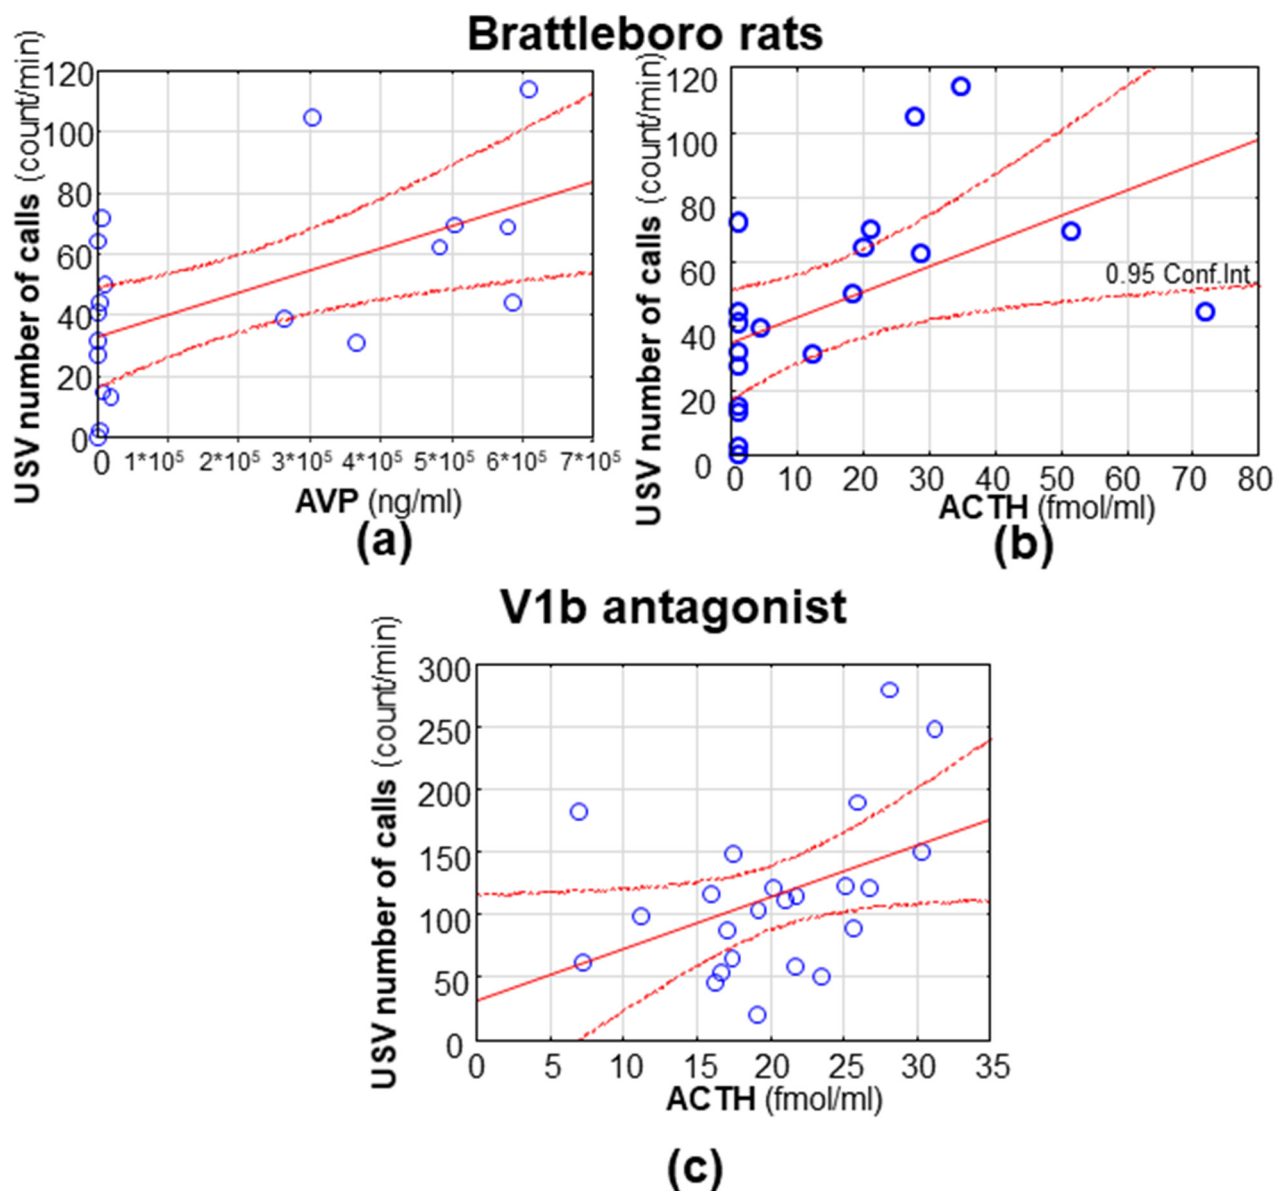 Brattleboro rats
USV number of calls (count/min)
120
100
80
60
40
20
0
0 1*10⁵ 2*10⁵ 3*10⁵ 4*10⁵ 5*10⁵ 6*10⁵ 7*10⁵
AVP (ng/ml)
(a)
USV number of calls (count/min)
120
100
80
60
40
20
0
0.95 Conf.Int.
0 10 20 30 40 50 60 70 80
ACTH (fmol/ml)
(b)
V1b antagonist
USV number of calls (count/min)
300
250
200
150
100
50
0
0 5 10 15 20 25 30 35
ACTH (fmol/ml)
(c)